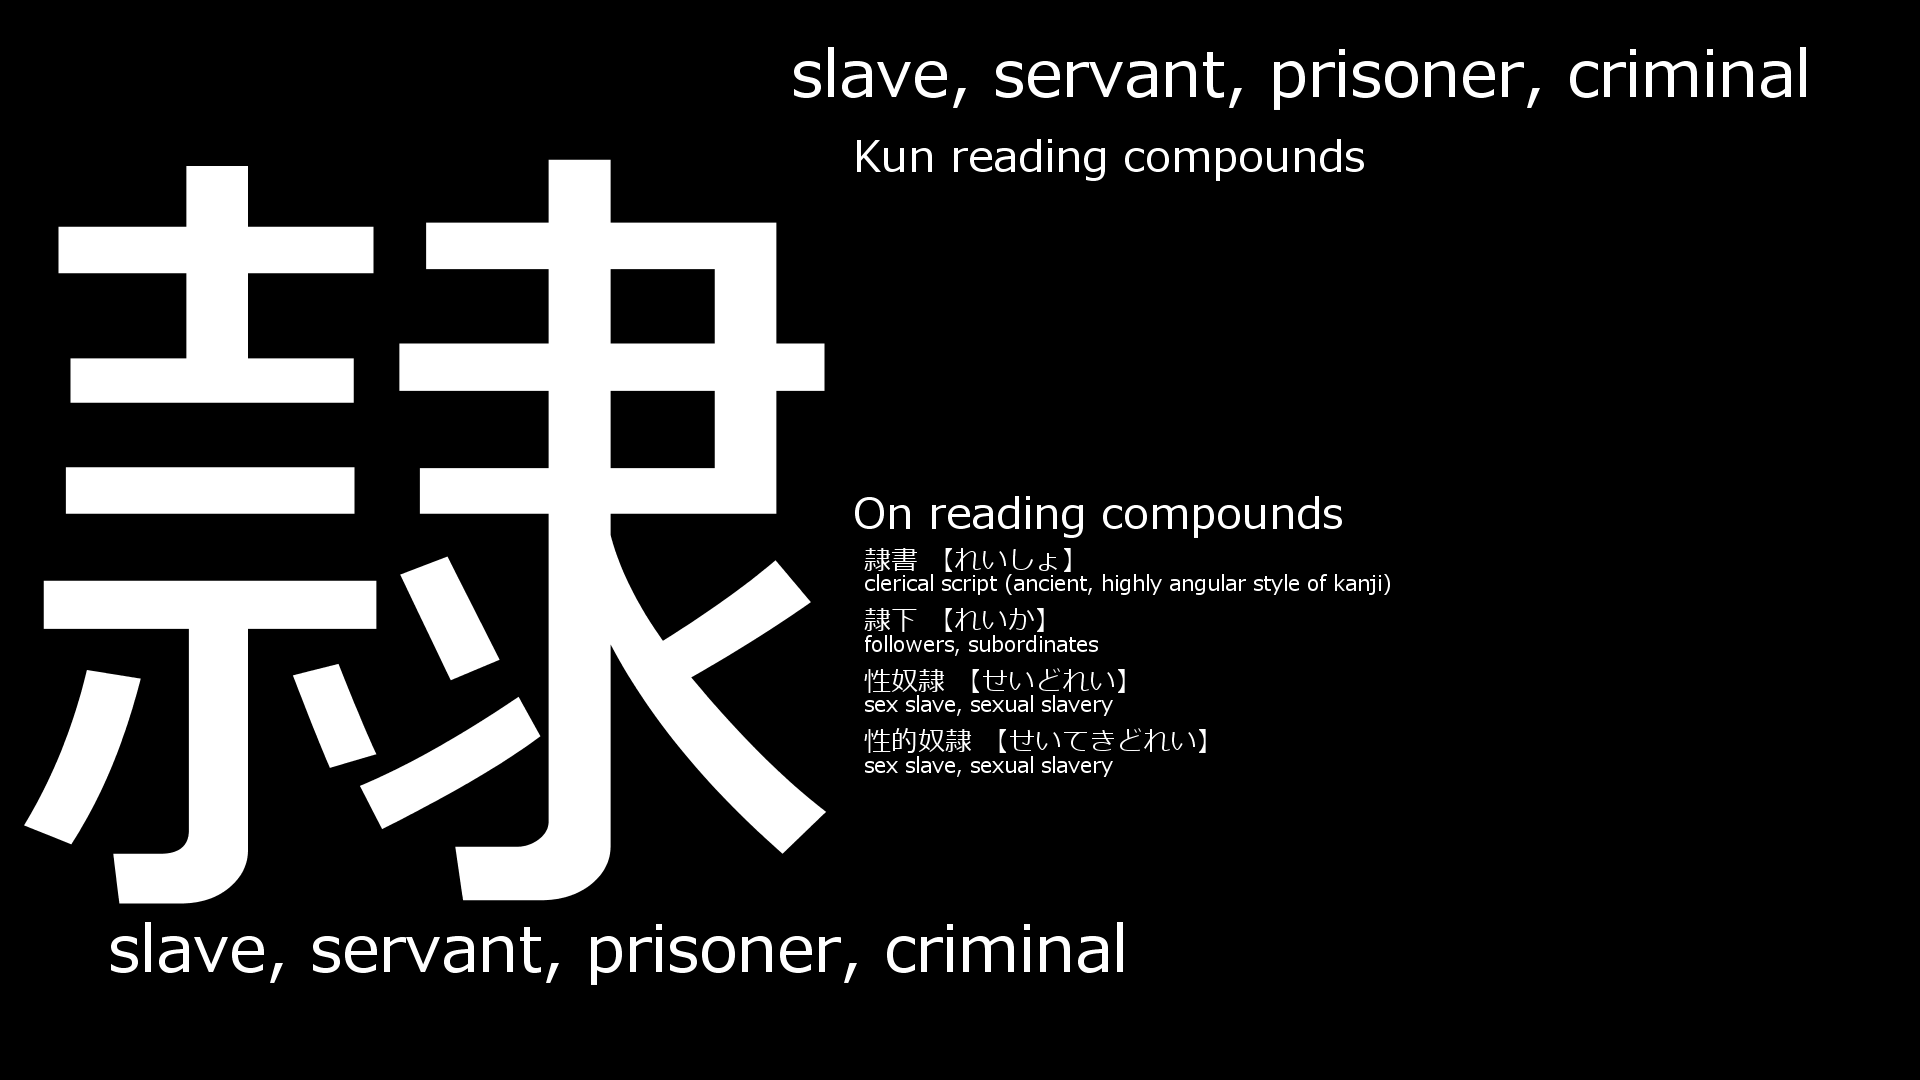 slave, servant, prisoner, criminal
Kun reading compounds
隷
On reading compounds
隷書 【れいしょ】
clerical script (ancient, highly angular style of kanji)
隷下 【れいか】
followers, subordinates
性奴隷 【せいどれい】
sex slave, sexual slavery
性的奴隷 【せいてきどれい】
sex slave, sexual slavery
slave, servant, prisoner, criminal